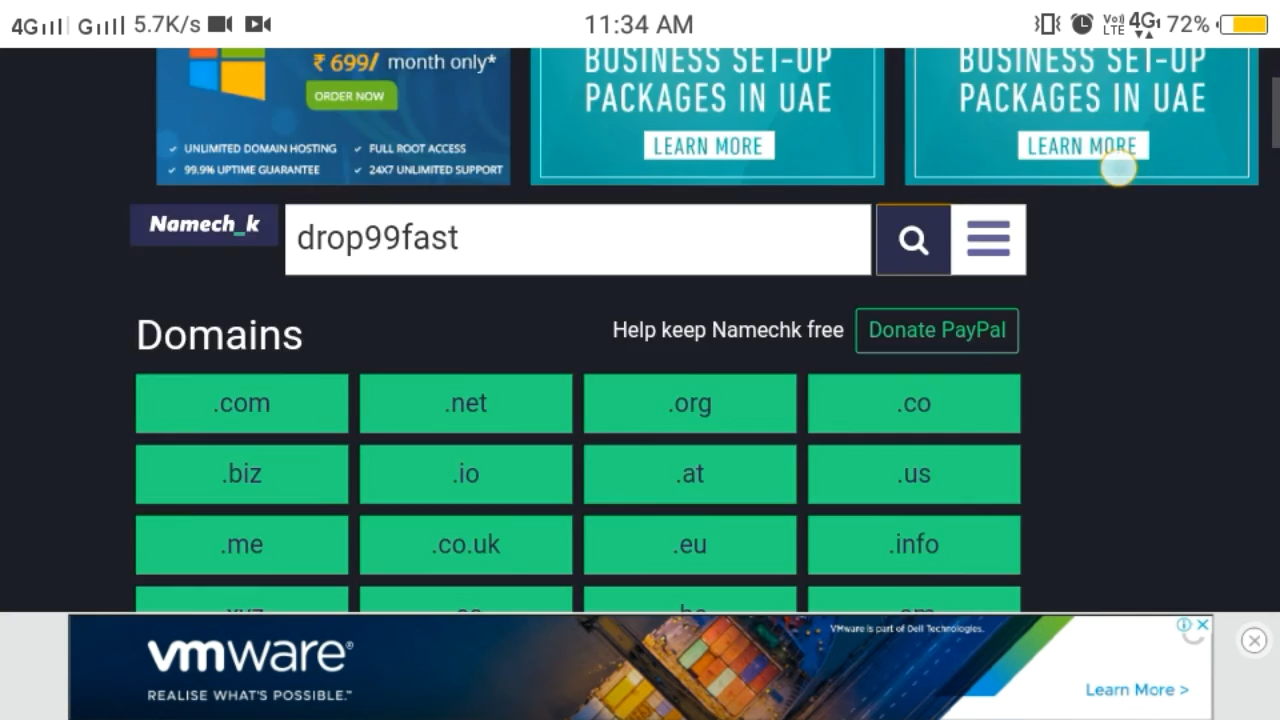 4G G 5.7K/s 11:34 AM Vo) LTE 4G 72%
₹ 699/ month only*
ORDER NOW
✓ UNLIMITED DOMAIN HOSTING ✓ FULL ROOT ACCESS
✓ 99.9% UPTIME GUARANTEE ✓ 24X7 UNLIMITED SUPPORT
BUSINESS SET-UP
PACKAGES IN UAE
LEARN MORE
BUSINESS SET-UP
PACKAGES IN UAE
LEARN MORE
Namech_k
drop99fast
Domains
Help keep Namechk free Donate PayPal
.com .net .org .co
.biz .io .at .us
.me .co.uk .eu .info
vmware®
REALISE WHAT'S POSSIBLE.™
VMware is part of Dell Technologies.
Learn More >